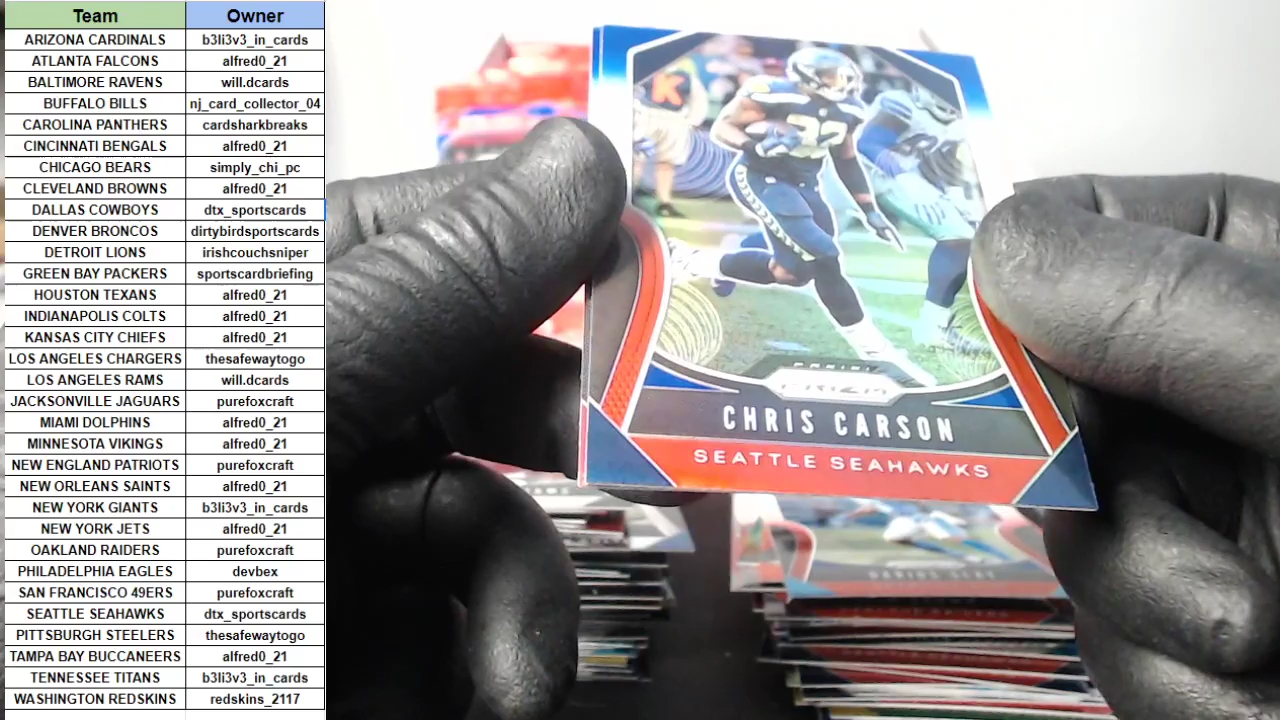 Team Owner
ARIZONA CARDINALS b3li3v3_in_cards
ATLANTA FALCONS alfred0_21
BALTIMORE RAVENS will.dcards
BUFFALO BILLS nj_card_collector_04
CAROLINA PANTHERS cardsharkbreaks
CINCINNATI BENGALS alfred0_21
CHICAGO BEARS simply_chi_pc
CLEVELAND BROWNS alfred0_21
DALLAS COWBOYS dtx_sportscards
DENVER BRONCOS dirtybirdsportscards
DETROIT LIONS irishcouchsniper
GREEN BAY PACKERS sportscardbriefing
HOUSTON TEXANS alfred0_21
INDIANAPOLIS COLTS alfred0_21
KANSAS CITY CHIEFS alfred0_21
LOS ANGELES CHARGERS thesafewaytogo
LOS ANGELES RAMS will.dcards
JACKSONVILLE JAGUARS purefoxcraft
MIAMI DOLPHINS alfred0_21
MINNESOTA VIKINGS alfred0_21
NEW ENGLAND PATRIOTS purefoxcraft
NEW ORLEANS SAINTS alfred0_21
NEW YORK GIANTS b3li3v3_in_cards
NEW YORK JETS alfred0_21
OAKLAND RAIDERS purefoxcraft
PHILADELPHIA EAGLES devbex
SAN FRANCISCO 49ERS purefoxcraft
SEATTLE SEAHAWKS dtx_sportscards
PITTSBURGH STEELERS thesafewaytogo
TAMPA BAY BUCCANEERS alfred0_21
TENNESSEE TITANS b3li3v3_in_cards
WASHINGTON REDSKINS redskins_2117
32
PANINI
PRIZM
CHRIS CARSON
SEATTLE SEAHAWKS
DARIUS SLAY